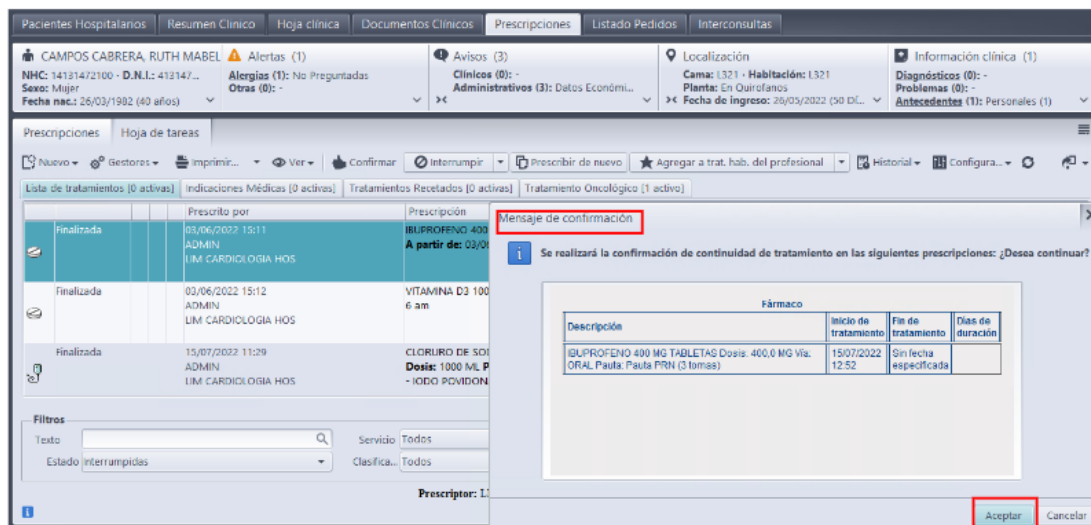 Pacientes Hospitalarios Resumen Clinico Hoja clínica Documentos Clínicos Prescripciones Listado Pedidos Interconsultas
CAMPOS CABRERA, RUTH MABEL Alertas (1) Avisos (3) Localización Información clínica (1)
NHC: 14131472100 - D.N.I.: 413147... Alergias (1): No Preguntadas Clínicos (0): - Cama: L321 - Habitación: L321 Diagnósticos (0): -
Sexo: Mujer Otras (0): - Administrativos (3): Datos Económi... Planta: En Quirofanos Problemas (0): -
Fecha nac.: 26/03/1982 (40 años) Fecha de ingreso: 26/05/2022 (50 Dí... Antecedentes (1): Personales (1)
Prescripciones Hoja de tareas
Nuevo Gestores Imprimir... Ver Confirmar Interrumpir Prescribir de nuevo Agregar a trat. hab. del profesional Historial Configura...
Lista de tratamientos [0 activas] Indicaciones Médicas [0 activas] Tratamientos Recetados [0 activas] Tratamiento Oncológico [1 activo]
Prescrito por Prescripción
Finalizada 03/06/2022 15:11 IBUPROFENO 400
ADMIN A partir de: 03/0
LIM CARDIOLOGIA HOS
Finalizada 03/06/2022 15:12 VITAMINA D3 100
ADMIN 6 am
LIM CARDIOLOGIA HOS
Finalizada 15/07/2022 11:29 CLORURO DE SO
ADMIN Dosis: 1000 ML P
LIM CARDIOLOGIA HOS - IODO POVIDON
Filtros
Texto Servicio Todos
Estado Interrumpidas Clasifica... Todos
Prescriptor: L
Mensaje de confirmación
Se realizará la confirmación de continuidad de tratamiento en las siguientes prescripciones: ¿Desea continuar?
Fármaco
Descripción Inicio de tratamiento Fin de tratamiento Dias de duración
IBUPROFENO 400 MG TABLETAS Dosis: 400,0 MG Vía: 15/07/2022 Sin fecha
ORAL Pauta: Pauta PRN (3 tomas) 12:52 especificada
Aceptar Cancelar